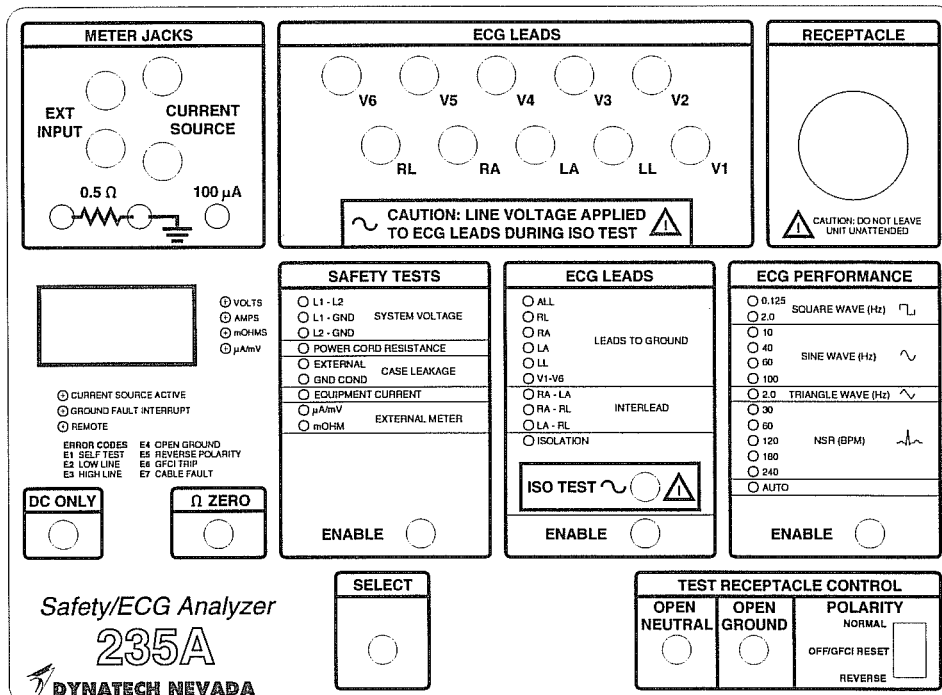 METER JACKS
EXT
INPUT
CURRENT
SOURCE
0.5 Ω
100 µA
ECG LEADS
V6 V5 V4 V3 V2
RL RA LA LL V1
CAUTION: LINE VOLTAGE APPLIED
TO ECG LEADS DURING ISO TEST
RECEPTACLE
CAUTION: DO NOT LEAVE
UNIT UNATTENDED
VOLTS
AMPS
mOHMS
µA/mV
CURRENT SOURCE ACTIVE
GROUND FAULT INTERRUPT
REMOTE
ERROR CODES E4 OPEN GROUND
E1 SELF TEST E5 REVERSE POLARITY
E2 LOW LINE E6 GFCI TRIP
E3 HIGH LINE E7 CABLE FAULT
DC ONLY
Ω ZERO
SAFETY TESTS
L1 - L2
L1 - GND SYSTEM VOLTAGE
L2 - GND
POWER CORD RESISTANCE
EXTERNAL CASE LEAKAGE
GND COND
EQUIPMENT CURRENT
µA/mV EXTERNAL METER
mOHM
ENABLE
ECG LEADS
ALL
RL
RA
LA LEADS TO GROUND
LL
V1-V6
RA - LA
RA - RL INTERLEAD
LA - RL
ISOLATION
ISO TEST
ENABLE
ECG PERFORMANCE
0.125 SQUARE WAVE (Hz)
2.0
10
40 SINE WAVE (Hz)
60
100
2.0 TRIANGLE WAVE (Hz)
30
60
120 NSR (BPM)
180
240
AUTO
ENABLE
Safety/ECG Analyzer
235A
DYNATECH NEVADA
SELECT
TEST RECEPTACLE CONTROL
OPEN
NEUTRAL
OPEN
GROUND
POLARITY
NORMAL
OFF/GFCI RESET
REVERSE